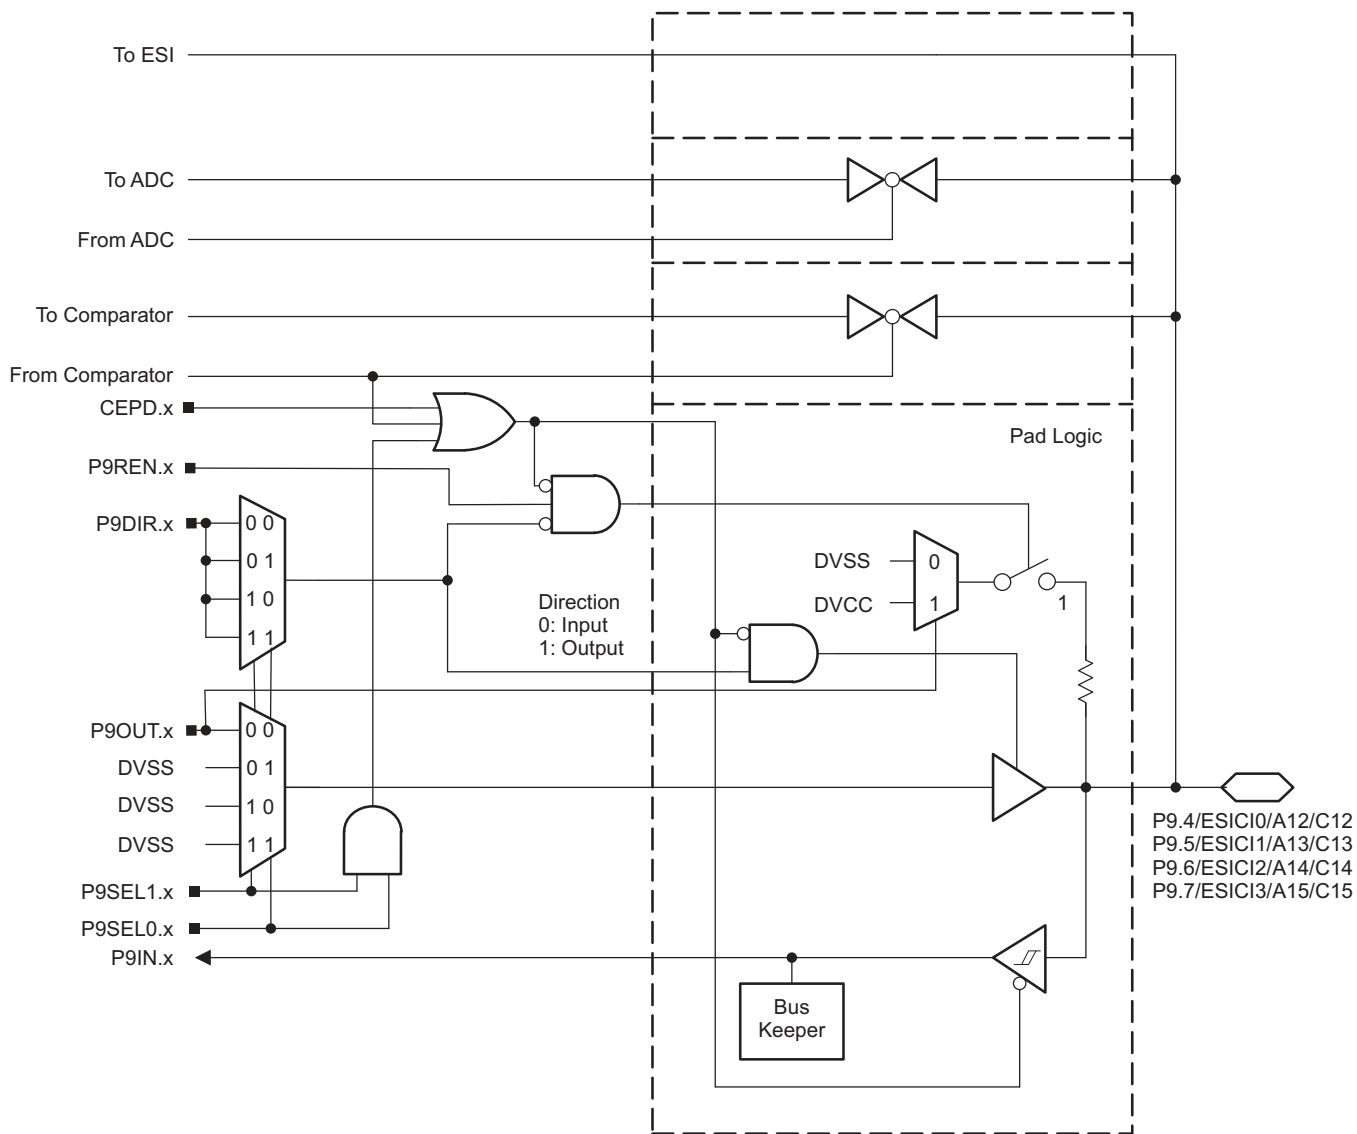 To ESI
To ADC
From ADC
To Comparator
From Comparator
CEPD.x
Pad Logic
P9REN.x
P9DIR.x
0 0
0 1
1 0
1 1
Direction
0: Input
1: Output
DVSS
0
DVCC
1
1
P9OUT.x
0 0
DVSS
0 1
DVSS
1 0
DVSS
1 1
P9SEL1.x
P9SEL0.x
P9IN.x
Bus
Keeper
P9.4/ESICI0/A12/C12
P9.5/ESICI1/A13/C13
P9.6/ESICI2/A14/C14
P9.7/ESICI3/A15/C15